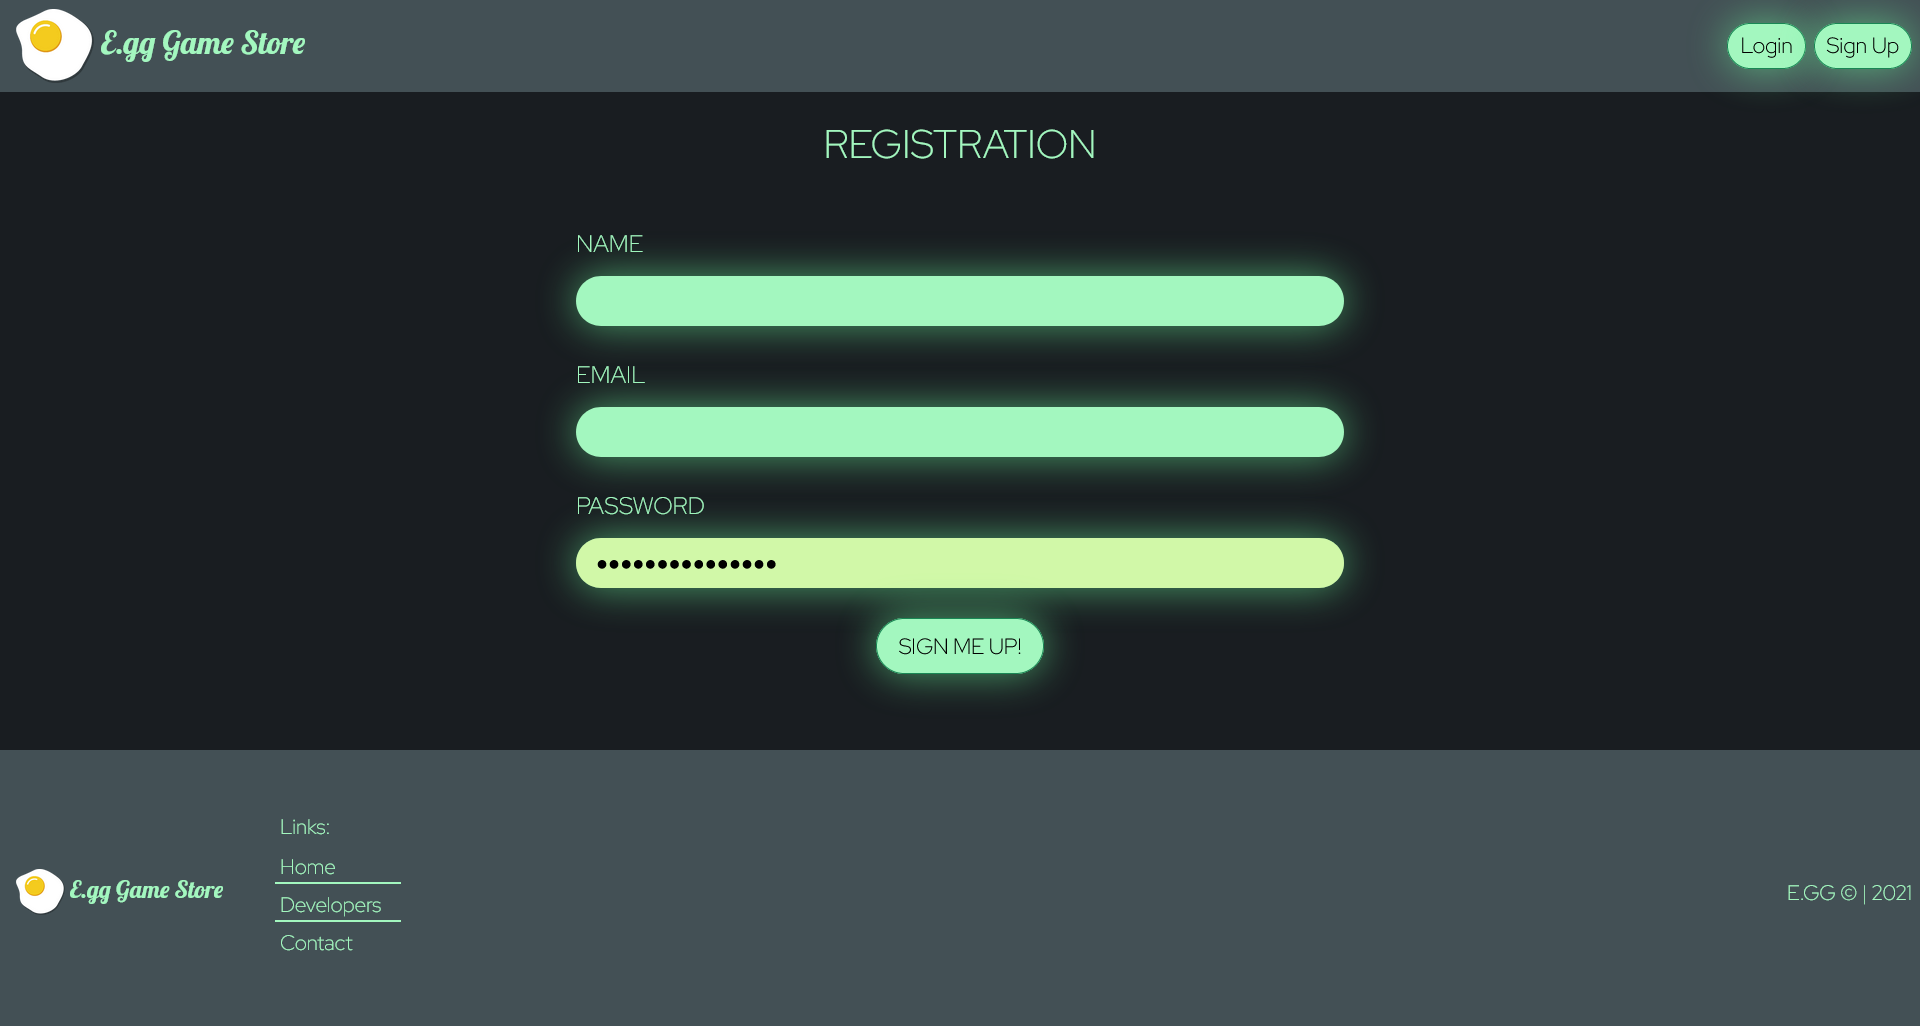 E.gg Game Store
Login
Sign Up
REGISTRATION
NAME
EMAIL
PASSWORD
•••••••••••••••
SIGN ME UP!
Links:
Home
Developers
Contact
E.gg Game Store
E.GG © | 2021